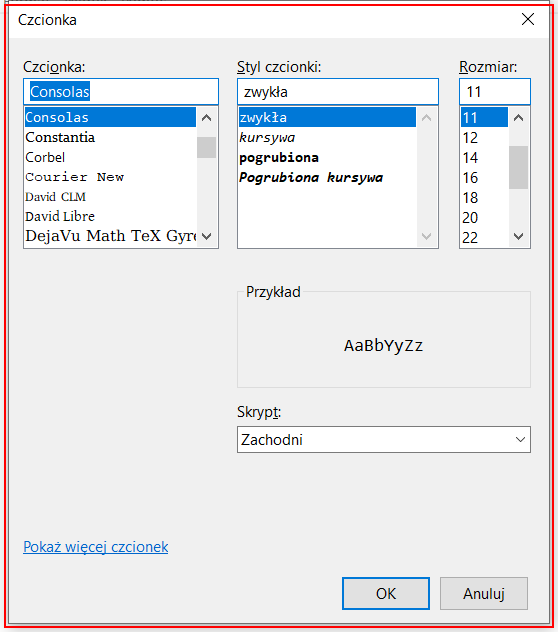 Czcionka
Czcionka:
Consolas
Consolas
Constantia
Corbel
Courier New
David CLM
David Libre
DejaVu Math TeX Gyre
Styl czcionki:
zwykła
zwykła
kursywa
pogrubiona
Pogrubiona kursywa
Rozmiar:
11
11
12
14
16
18
20
22
Przykład
AaBbYyZz
Skrypt:
Zachodni
Pokaż więcej czcionek
OK
Anuluj